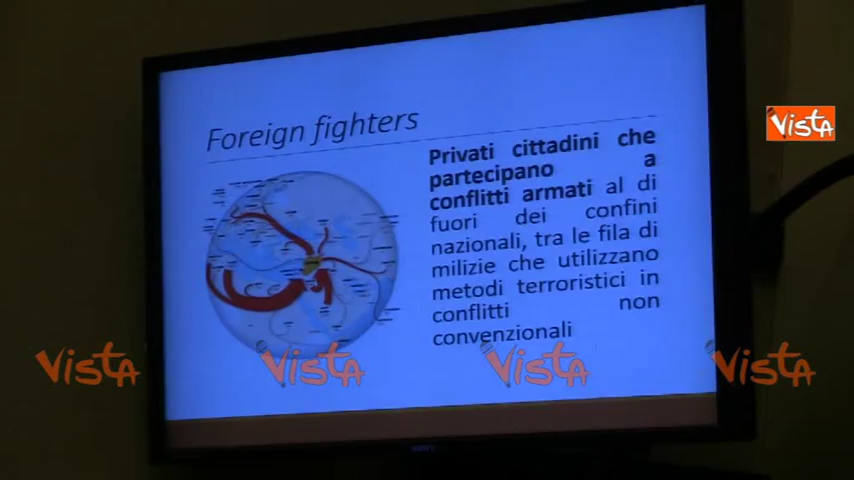 VISTA
Foreign fighters
Privati cittadini che
partecipano a
conflitti armati al di
fuori dei confini
nazionali, tra le fila di
milizie che utilizzano
metodi terroristici in
conflitti non
convenzionali
VISTA VISTA VISTA VISTA
SONY